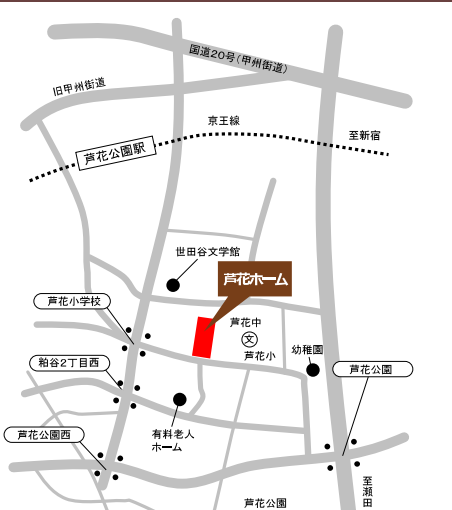 国道20号(甲州街道)
旧甲州街道
京王線
至新宿
芦花公園駅
世田谷文学館
芦花ホーム
芦花小学校
芦花中
文
芦花小
幼稚園
粕谷2丁目西
芦花公園
有料老人
ホーム
芦花公園西
至瀬田
芦花公園